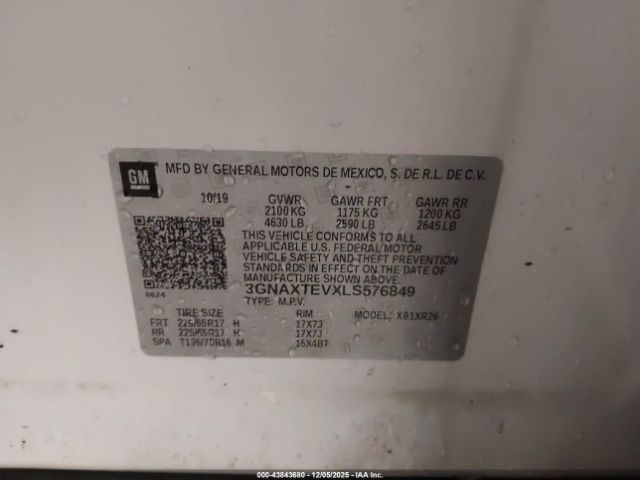 GM
MFD BY GENERAL MOTORS DE MEXICO, S. DE R.L. DE C.V.
10/19 GVWR GAWR FRT GAWR RR
2100 KG 1175 KG 1200 KG
4630 LB 2590 LB 2645 LB
THIS VEHICLE CONFORMS TO ALL
APPLICABLE U.S. FEDERAL MOTOR
VEHICLE SAFETY AND THEFT PREVENTION
STANDARDS IN EFFECT ON THE DATE OF
MANUFACTURE SHOWN ABOVE.
3GNAXTEVXLS576849
0624 TYPE: M.P.V. MODEL: X91XR26
TIRE SIZE RIM
FRT 225/65R17 H 17X7J
RR 225/65R17 H 17X7J
SPA T135/70R16 M 16X4BT
000-43843680 - 12/05/2025 - © IAA Inc.